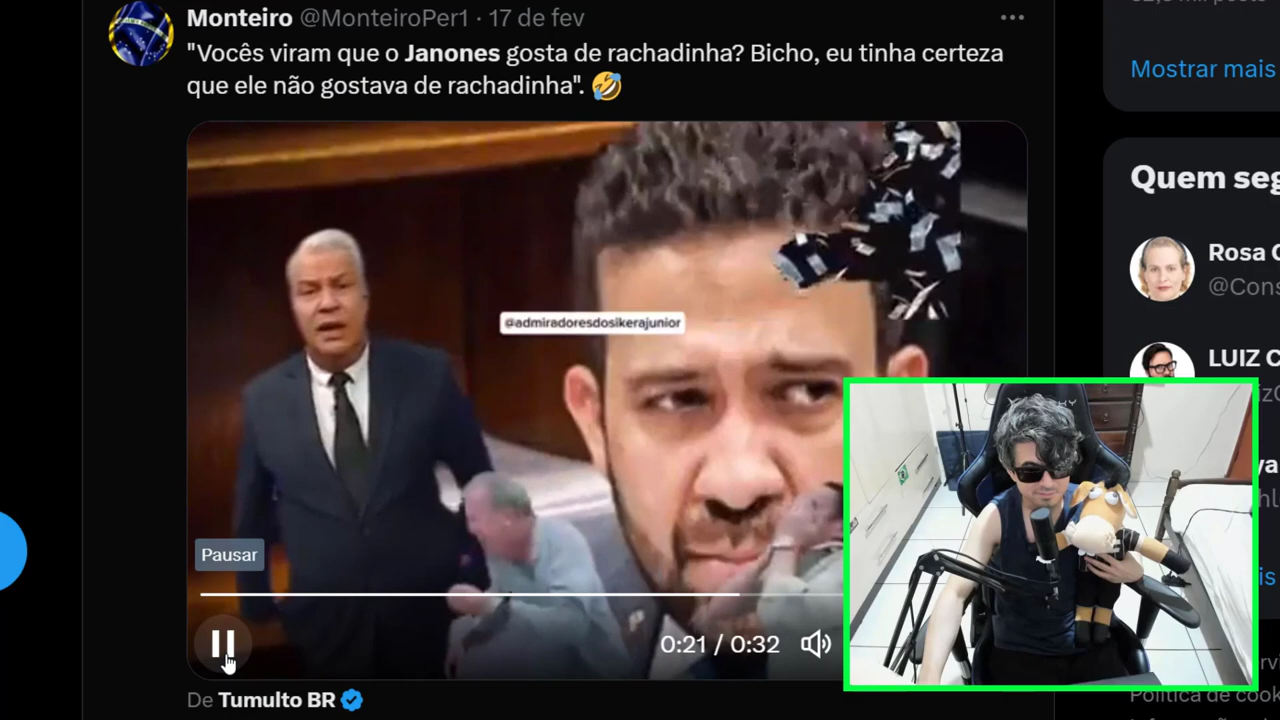 Monteiro @MonteiroPer1 · 17 de fev
"Vocês viram que o Janones gosta de rachadinha? Bicho, eu tinha certeza
que ele não gostava de rachadinha". 🤣
@admiradoresdosikerajunior
Pausar
0:21 / 0:32
De Tumulto BR
Mostrar mais
Quem seg
Rosa C
@Cons
LUIZ C